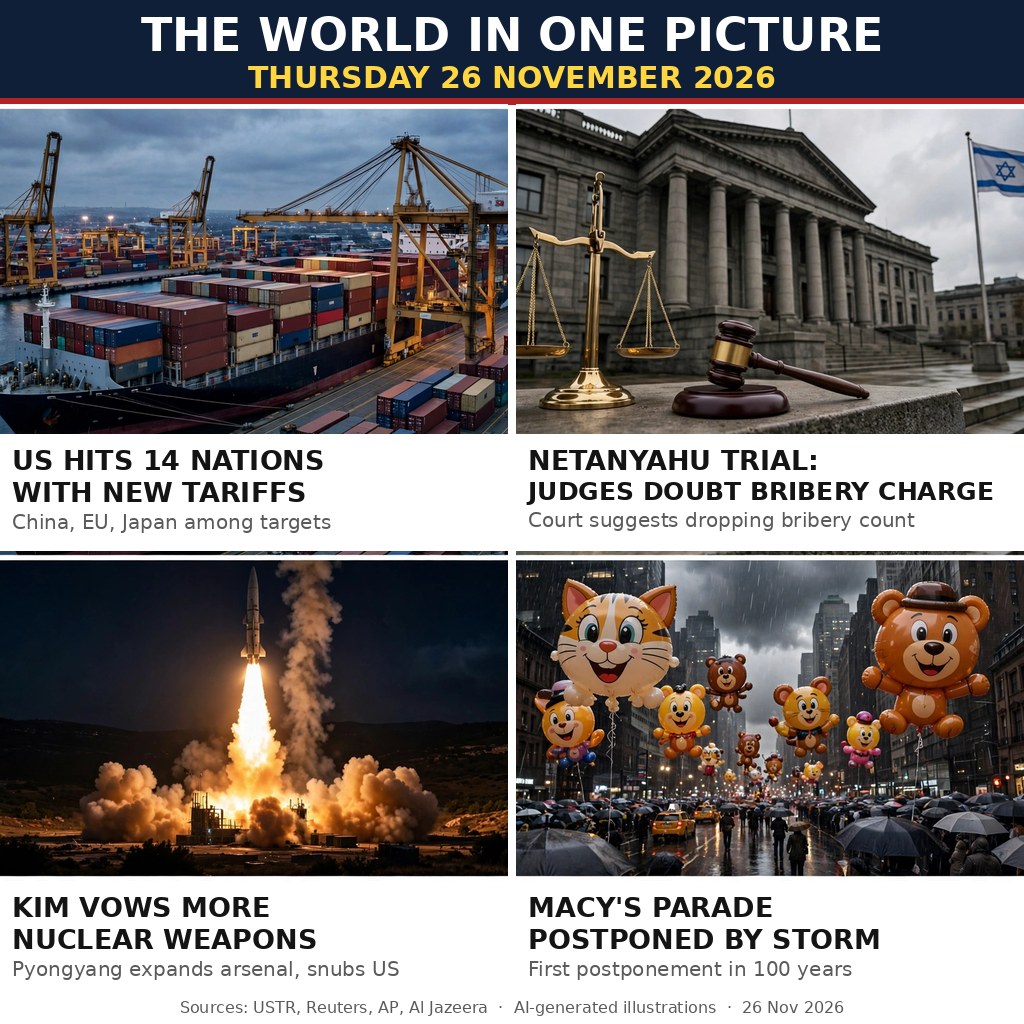 THE WORLD IN ONE PICTURE
THURSDAY 26 NOVEMBER 2026
US HITS 14 NATIONS
WITH NEW TARIFFS
China, EU, Japan among targets
NETANYAHU TRIAL:
JUDGES DOUBT BRIBERY CHARGE
Court suggests dropping bribery count
KIM VOWS MORE
NUCLEAR WEAPONS
Pyongyang expands arsenal, snubs US
MACY'S PARADE
POSTPONED BY STORM
First postponement in 100 years
Sources: USTR, Reuters, AP, Al Jazeera · AI-generated illustrations · 26 Nov 2026